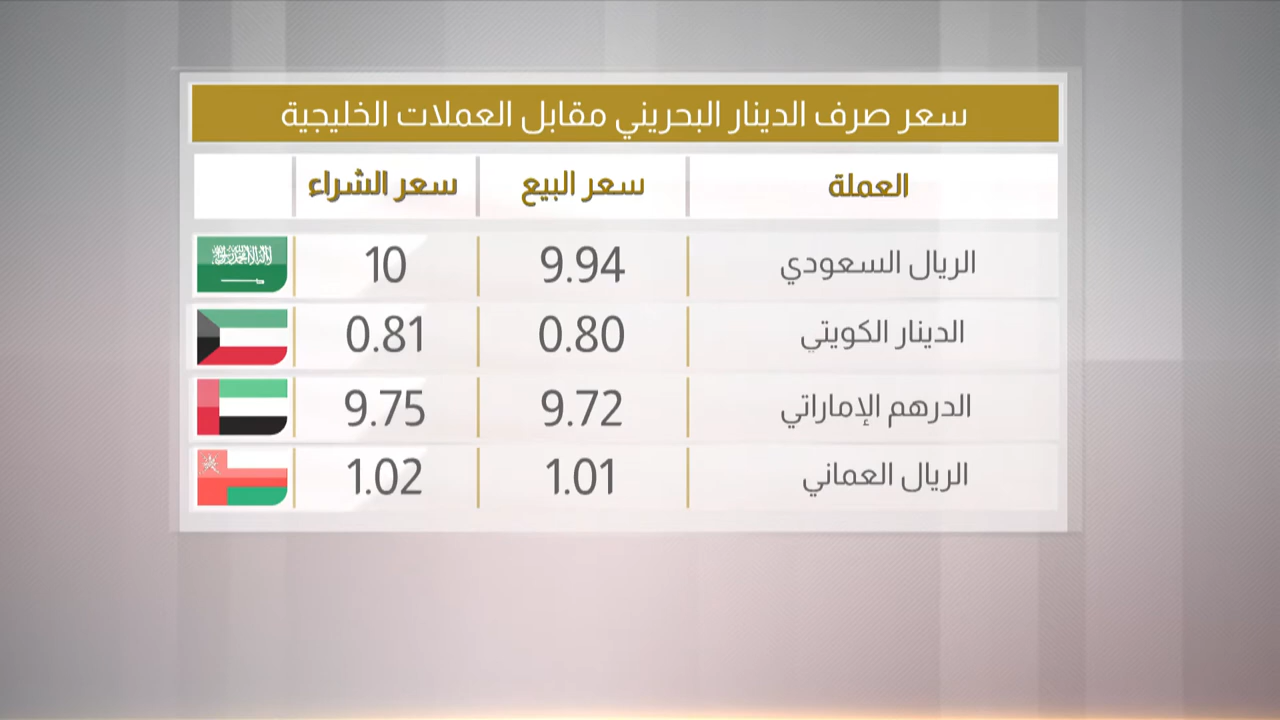 سعر صرف الدينار البحريني مقابل العملات الخليجية
العملة سعر البيع سعر الشراء
الريال السعودي 9.94 10
الدينار الكويتي 0.80 0.81
الدرهم الإماراتي 9.72 9.75
الريال العماني 1.01 1.02